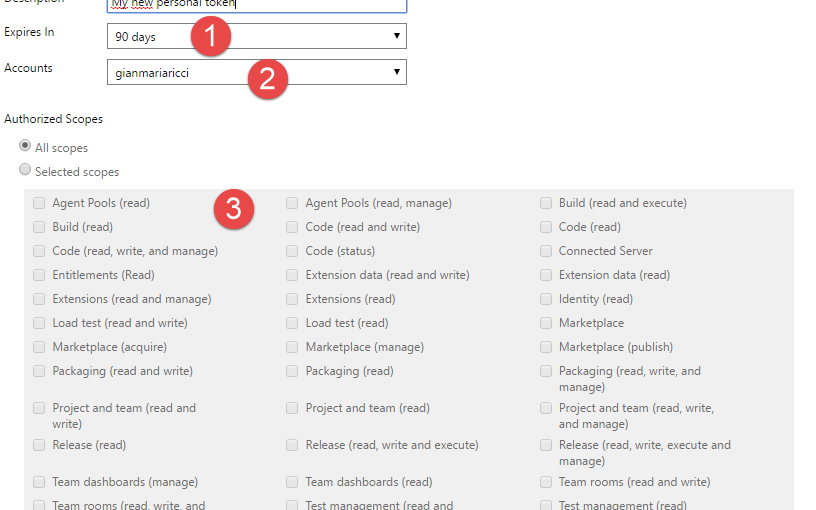 Description My new personal token
Expires In 90 days 1
Accounts gianmariaricci 2
Authorized Scopes
All scopes
Selected scopes
Agent Pools (read) 3 Agent Pools (read, manage) Build (read and execute)
Build (read) Code (read and write) Code (read)
Code (read, write, and manage) Code (status) Connected Server
Entitlements (Read) Extension data (read and write) Extension data (read)
Extensions (read and manage) Extensions (read) Identity (read)
Load test (read and write) Load test (read) Marketplace
Marketplace (acquire) Marketplace (manage) Marketplace (publish)
Packaging (read and write) Packaging (read) Packaging (read, write, and
manage)
Project and team (read and Project and team (read) Project and team (read, write,
write) and manage)
Release (read) Release (read, write and execute) Release (read, write, execute and
manage)
Team dashboards (manage) Team dashboards (read) Team rooms (read and write)
Team rooms (read, write, and Test management (read and Test management (read)